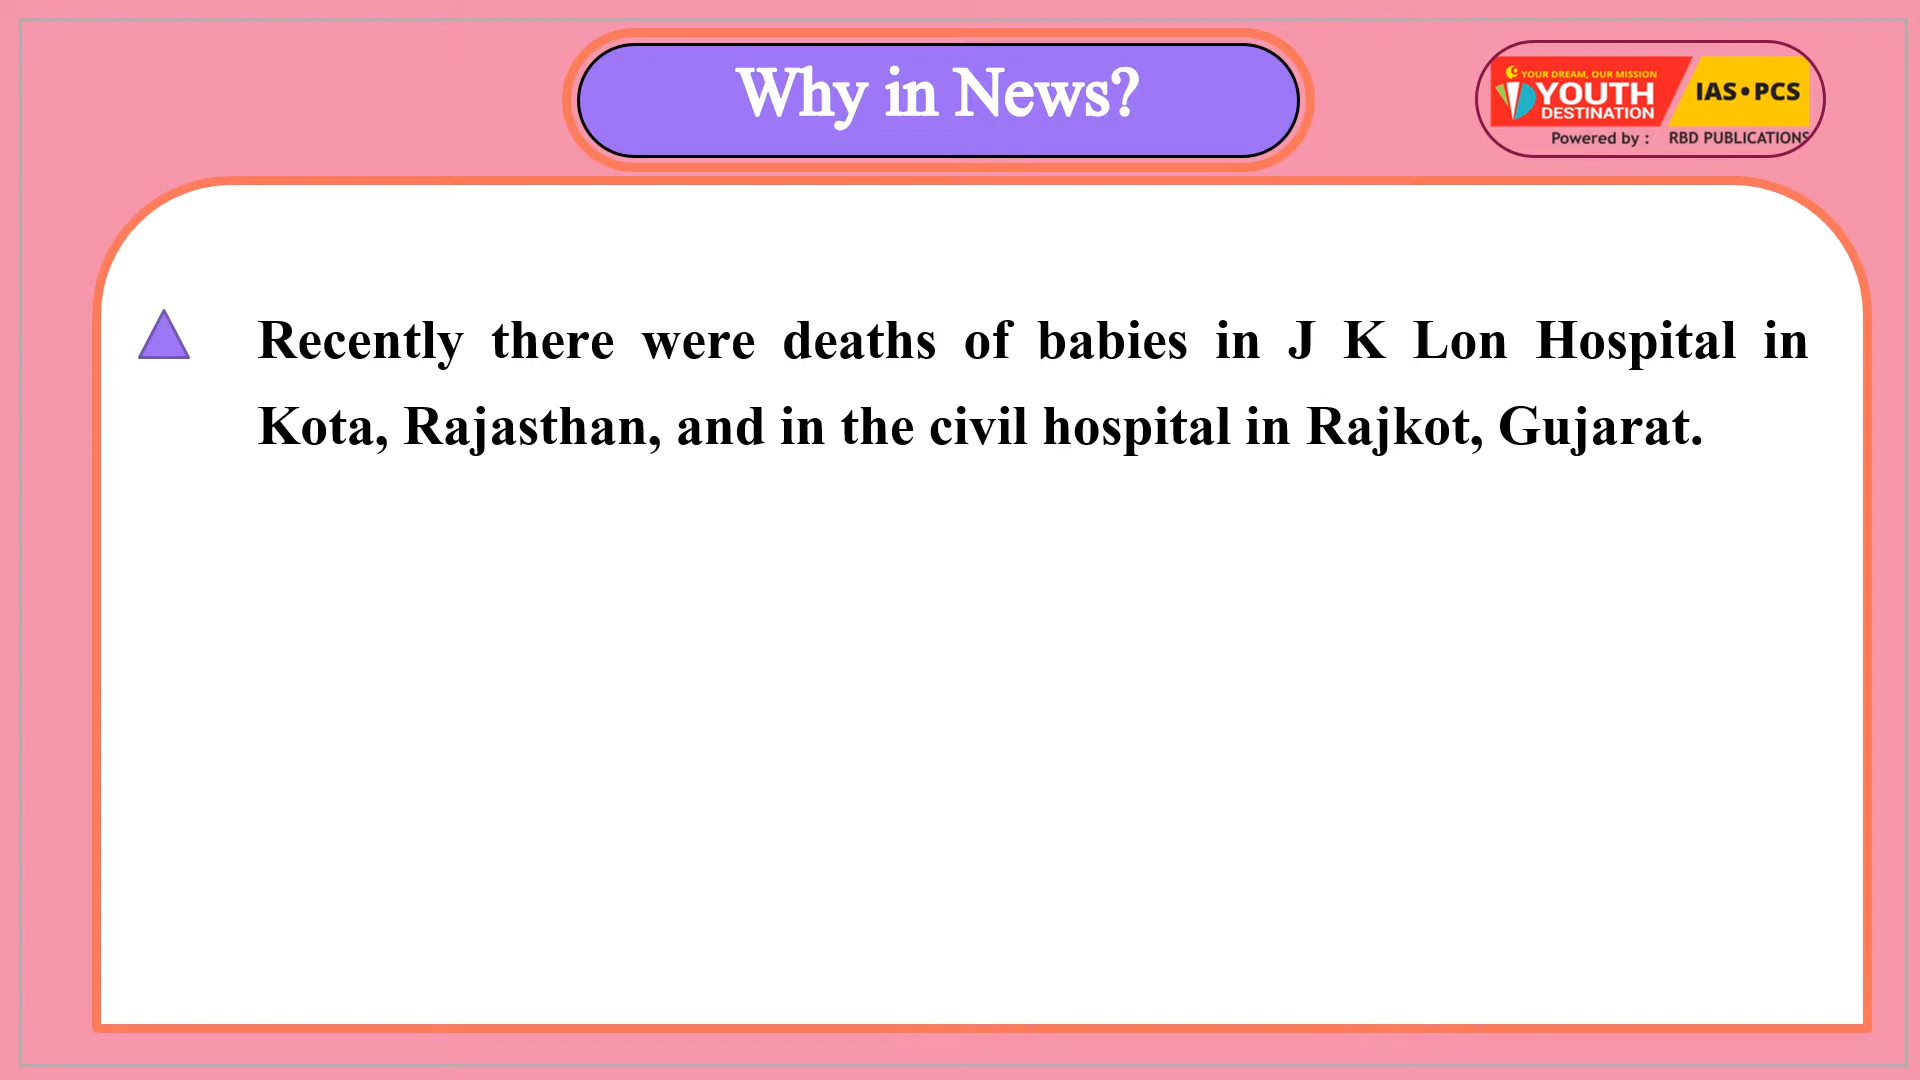 Why in News?
YOUR DREAM, OUR MISSION
YOUTH
DESTINATION
IAS•PCS
Powered by : RBD PUBLICATIONS
Recently there were deaths of babies in J K Lon Hospital in
Kota, Rajasthan, and in the civil hospital in Rajkot, Gujarat.